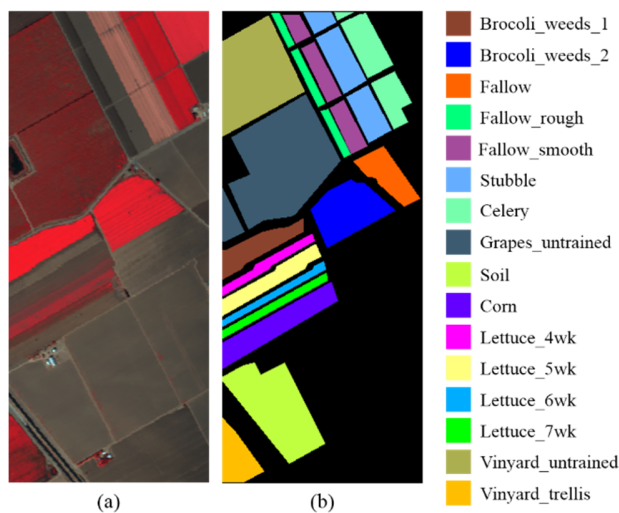 Brocoli_weeds_1
Brocoli_weeds_2
Fallow
Fallow_rough
Fallow_smooth
Stubble
Celery
Grapes_untrained
Soil
Corn
Lettuce_4wk
Lettuce_5wk
Lettuce_6wk
Lettuce_7wk
Vinyard_untrained
Vinyard_trellis
(a)
(b)